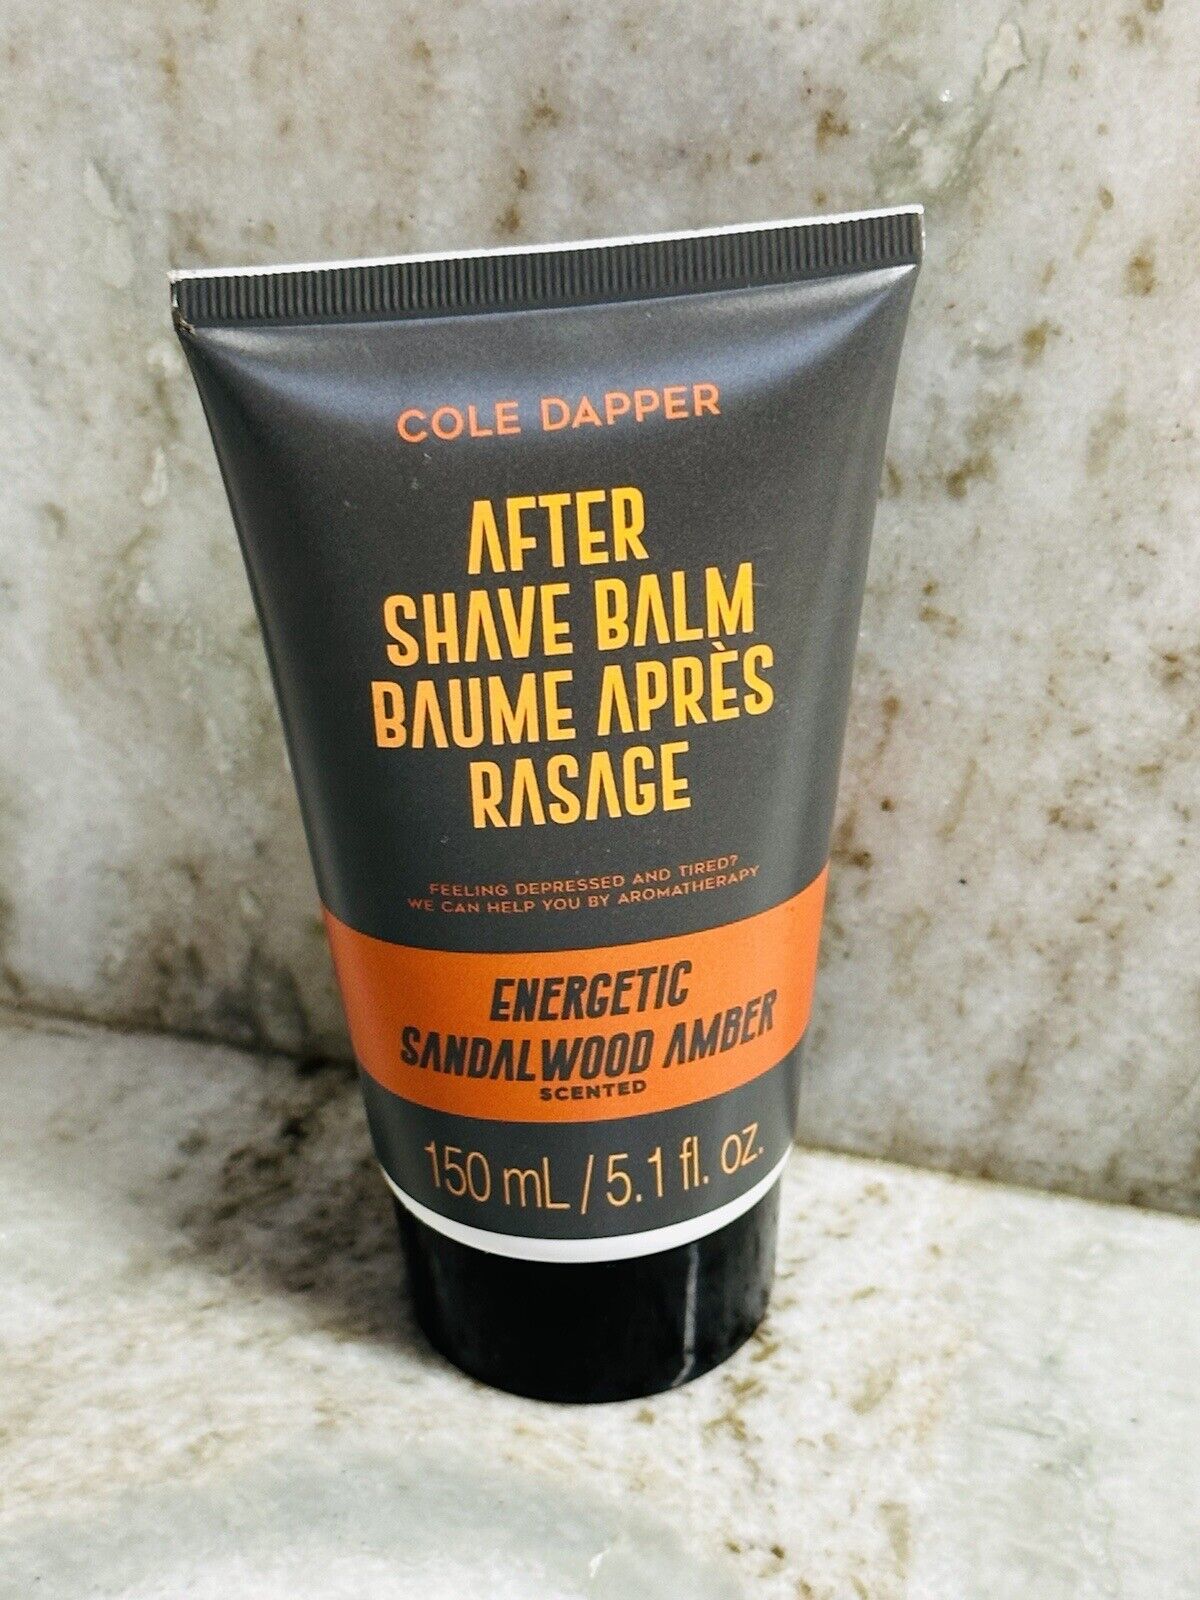 COLE DAPPER
AFTER
SHAVE BALM
BAUME APRÈS
RASAGE
FEELING DEPRESSED AND TIRED?
WE CAN HELP YOU BY AROMATHERAPY
ENERGETIC
SANDALWOOD AMBER
SCENTED
150 mL / 5.1 fl. oz.